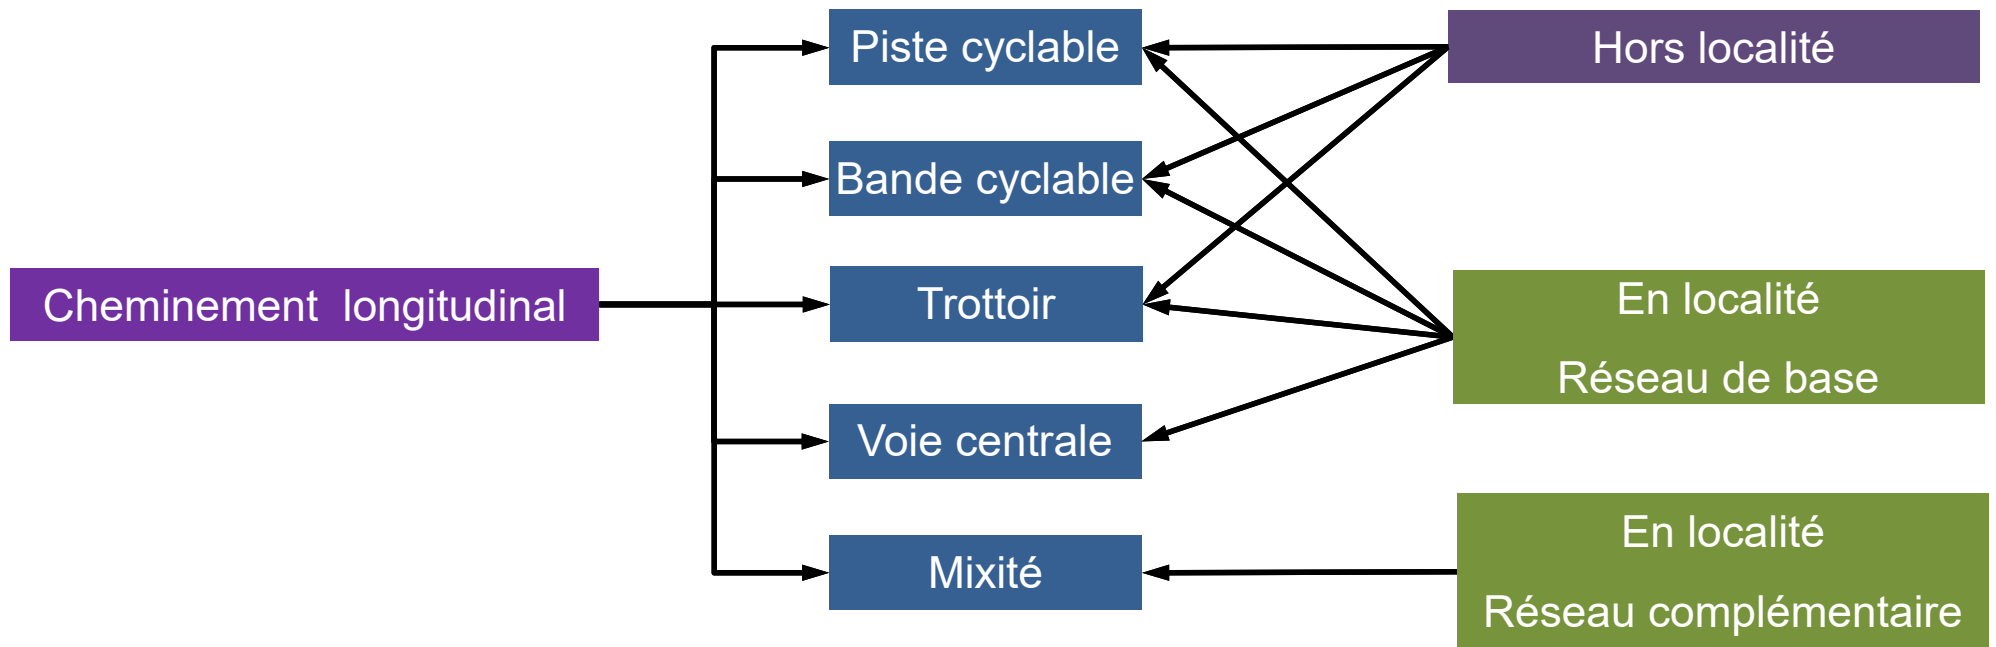 Piste cyclable
Hors localité
Bande cyclable
Cheminement  longitudinal
Trottoir
En localité
Réseau de base
Voie centrale
Mixité
En localité
Réseau complémentaire